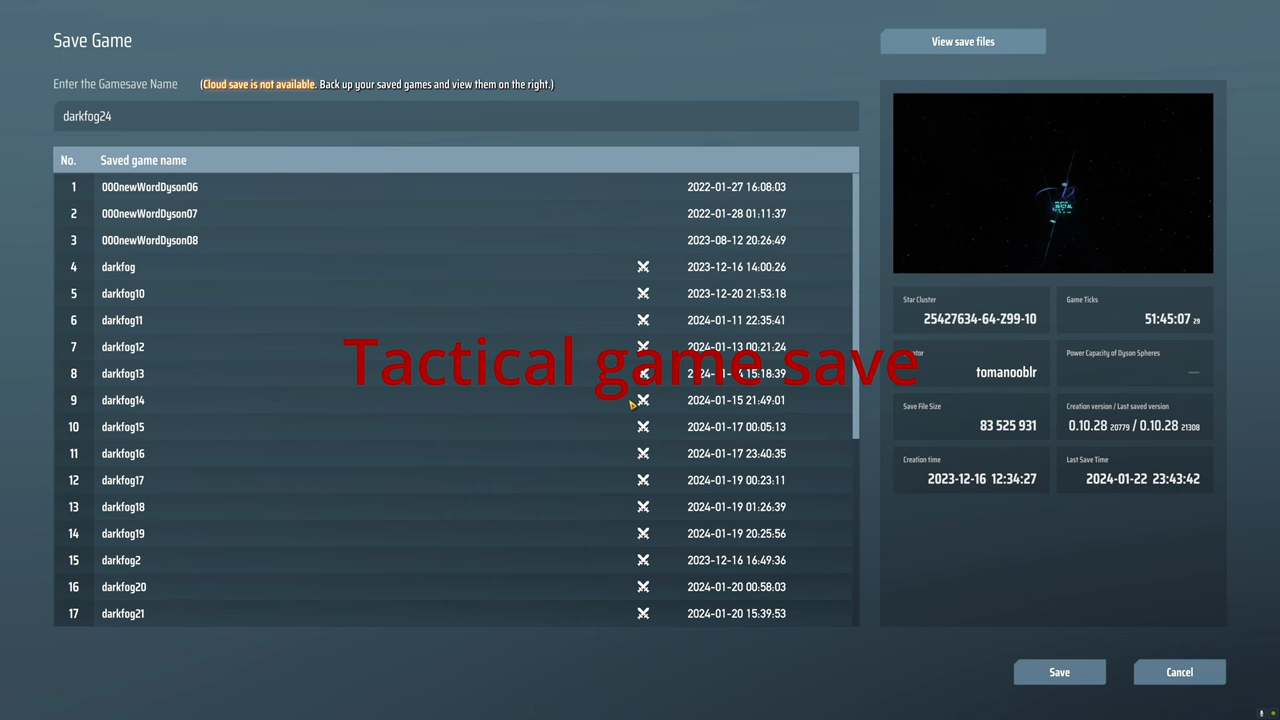 Save Game
View save files
Enter the Gamesave Name (Cloud save is not available. Back up your saved games and view them on the right.)
darkfog24
No. Saved game name
1 000newWordDyson06 2022-01-27 16:08:03
2 000newWordDyson07 2022-01-28 01:11:37
3 000newWordDyson08 2023-08-12 20:26:49
4 darkfog 2023-12-16 14:00:26
5 darkfog10 2023-12-20 21:53:18
6 darkfog11 2024-01-11 22:35:41
7 darkfog12 2024-01-13 00:21:24
8 darkfog13 15:18:39
9 darkfog14 2024-01-15 21:49:01
10 darkfog15 2024-01-17 00:05:13
11 darkfog16 2024-01-17 23:40:35
12 darkfog17 2024-01-19 00:23:11
13 darkfog18 2024-01-19 01:26:39
14 darkfog19 2024-01-19 20:25:56
15 darkfog2 2023-12-16 16:49:36
16 darkfog20 2024-01-20 00:58:03
17 darkfog21 2024-01-20 15:39:53
Tactical game save
Star Cluster
25427634-64-Z99-10
Game Ticks
51:45:07 29
tomanooblr
Power Capacity of Dyson Spheres
—
Save File Size
83 525 931
Creation version / Last saved version
0.10.28 20779 / 0.10.28 21308
Creation time
2023-12-16 12:34:27
Last Save Time
2024-01-22 23:43:42
Save
Cancel